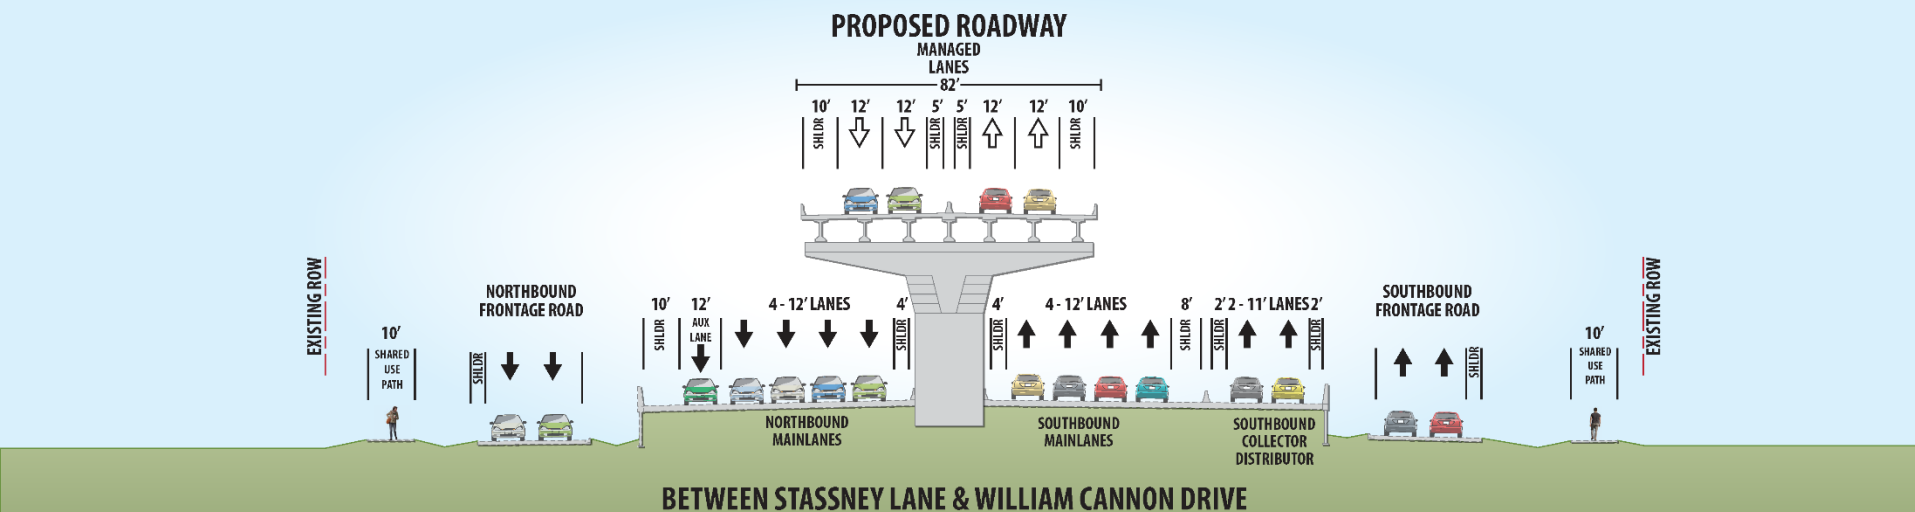 PROPOSED ROADWAY
MANAGED
LANES
82'
10' 12' 12' 5' 5' 12' 12' 10'
SHLDR SHLDR SHLDR SHLDR
EXISTING ROW
10'
SHARED
USE
PATH
NORTHBOUND
FRONTAGE ROAD
SHLDR
10' 12' 4 - 12' LANES 4'
SHLDR
AUX
LANE
SHLDR
4' 4 - 12' LANES 8' 2' 2 - 11' LANES 2'
SHLDR SHLDR SHLDR SHLDR
SOUTHBOUND
FRONTAGE ROAD
SHLDR
10'
SHARED
USE
PATH
EXISTING ROW
NORTHBOUND
MAINLANES
SOUTHBOUND
MAINLANES
SOUTHBOUND
COLLECTOR
DISTRIBUTOR
BETWEEN STASSNEY LANE & WILLIAM CANNON DRIVE